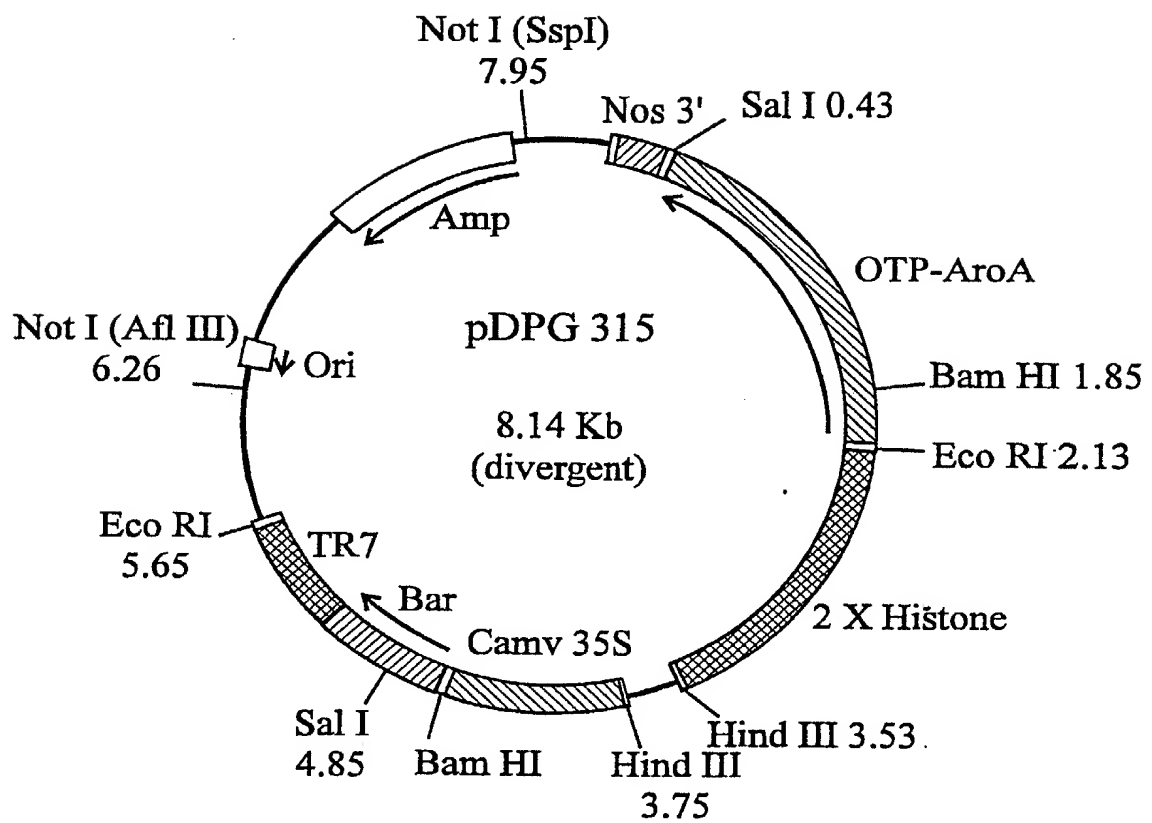 Not I (SspI)
7.95
Nos 3'
Sal I 0.43
Amp
OTP-AroA
Not I (Afl III)
6.26
Ori
pDPG 315
Bam HI 1.85
8.14 Kb
(divergent)
Eco RI 2.13
Eco RI
5.65
TR7
Bar
Camv 35S
2 X Histone
Sal I
4.85
Bam HI
Hind III
3.75
Hind III 3.53